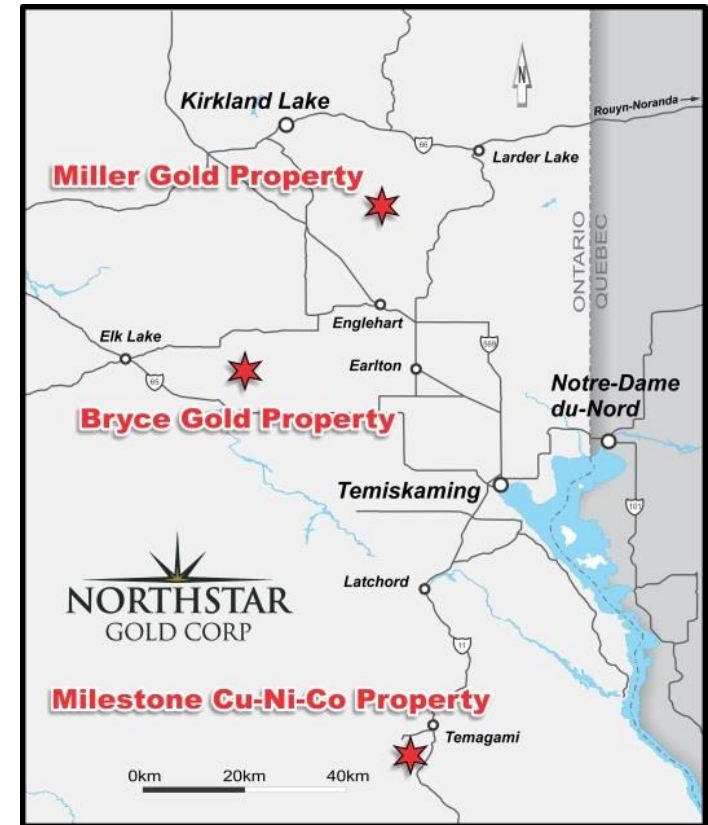 N
Kirkland Lake
Rouyn-Noranda
66
Larder Lake
Miller Gold Property
ONTARIO
QUEBEC
Englehart
Elk Lake
569
Earlton
65
Notre-Dame
du-Nord
Bryce Gold Property
Temiskaming
101
NORTHSTAR
GOLD CORP
Latchord
11
Milestone Cu-Ni-Co Property
Temagami
0km 20km 40km